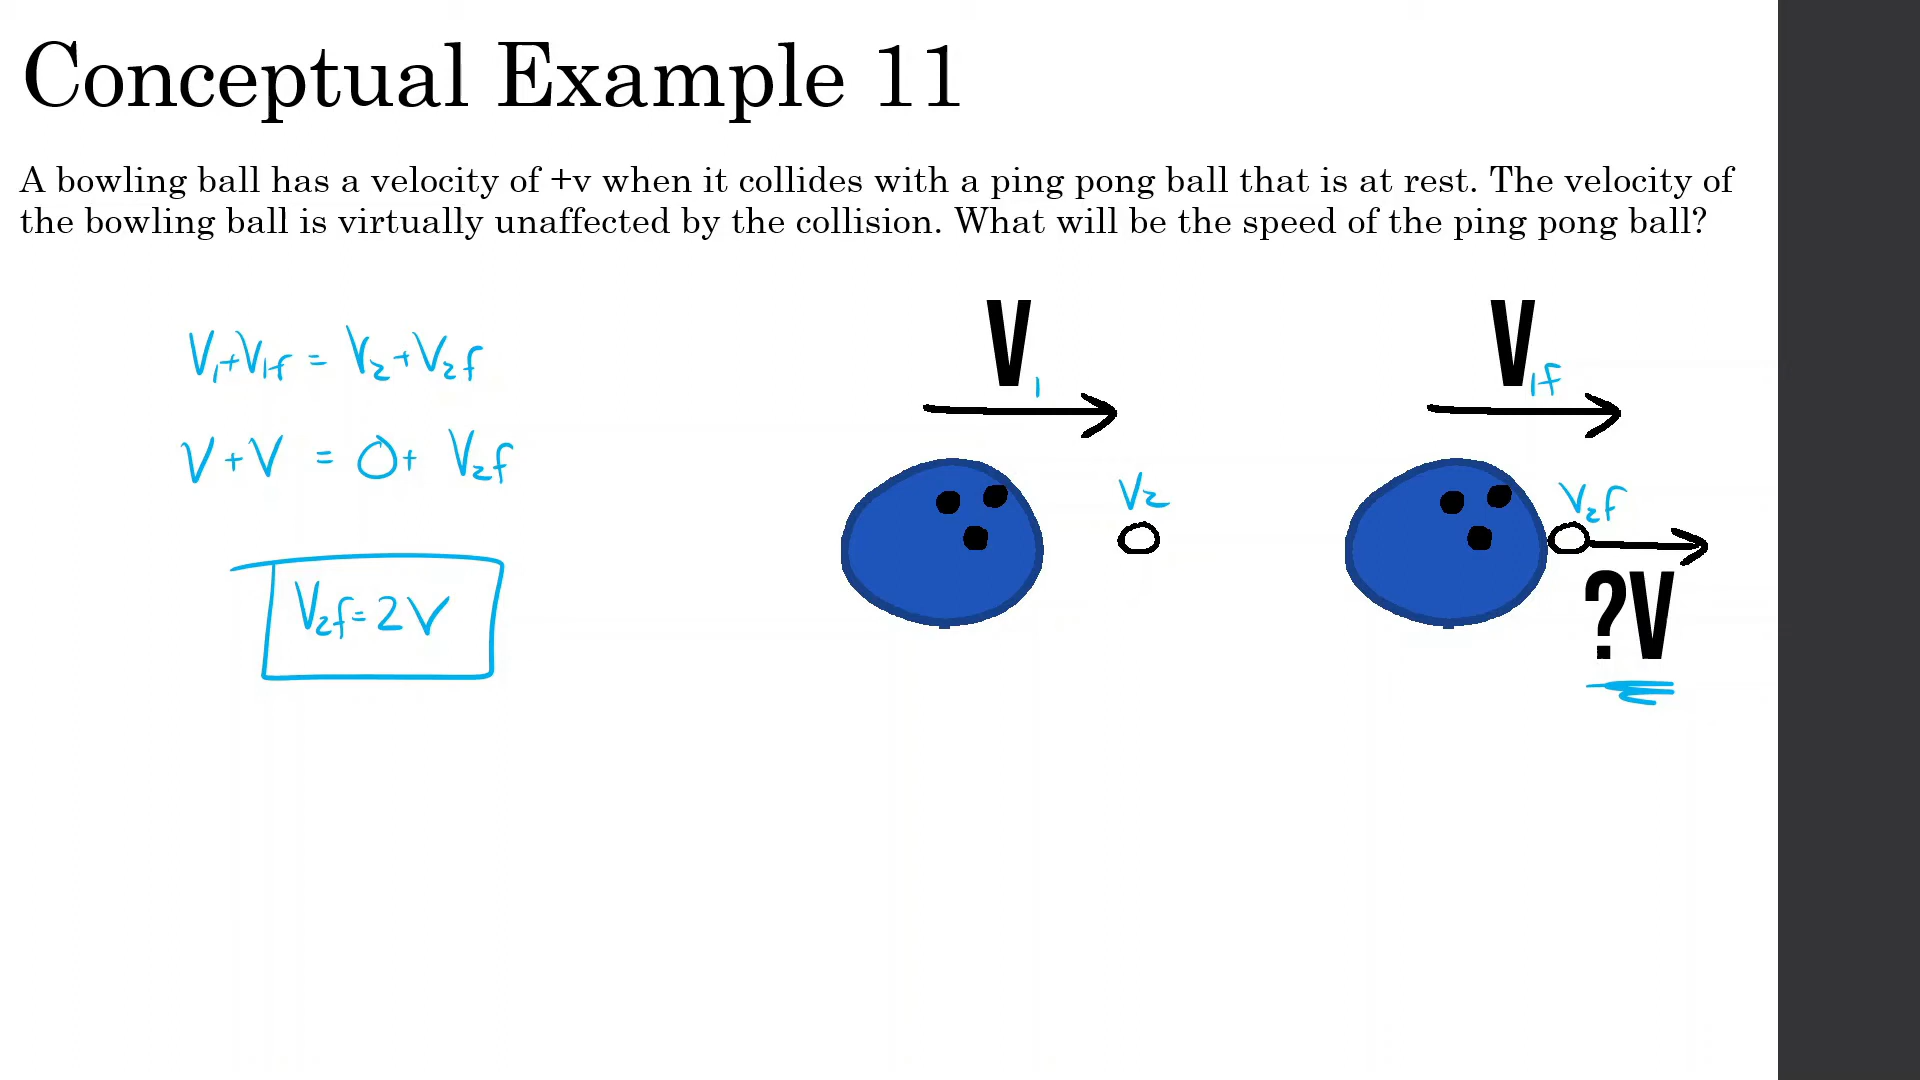 Conceptual Example 11
A bowling ball has a velocity of +v when it collides with a ping pong ball that is at rest. The velocity of
the bowling ball is virtually unaffected by the collision. What will be the speed of the ping pong ball?
V₁+V₁f = V₂+V₂f
V+V = 0+ V₂f
V₂f=2V
V₁
V₂
V₁f
V₂f
?V